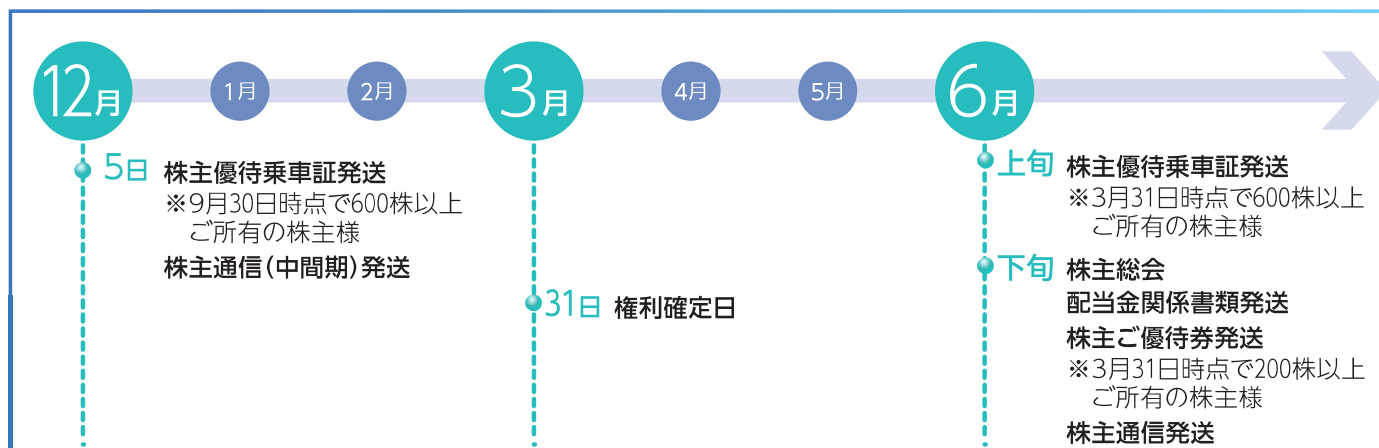 12月
1月
2月
3月
4月
5月
6月
5日 株主優待乗車証発送
※9月30日時点で600株以上
ご所有の株主様
株主通信(中間期)発送
31日 権利確定日
上旬 株主優待乗車証発送
※3月31日時点で600株以上
ご所有の株主様
下旬 株主総会
配当金関係書類発送
株主ご優待券発送
※3月31日時点で200株以上
ご所有の株主様
株主通信発送